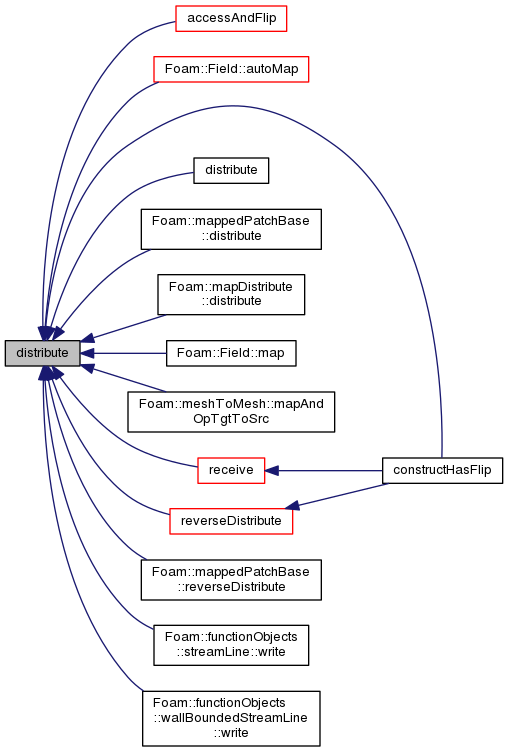 accessAndFlip
Foam::Field::autoMap
distribute
Foam::mappedPatchBase
::distribute
Foam::mapDistribute
::distribute
distribute
Foam::Field::map
Foam::meshToMesh::mapAnd
OpTgtToSrc
receive
constructHasFlip
reverseDistribute
Foam::mappedPatchBase
::reverseDistribute
Foam::functionObjects
::streamLine::write
Foam::functionObjects
::wallBoundedStreamLine
::write